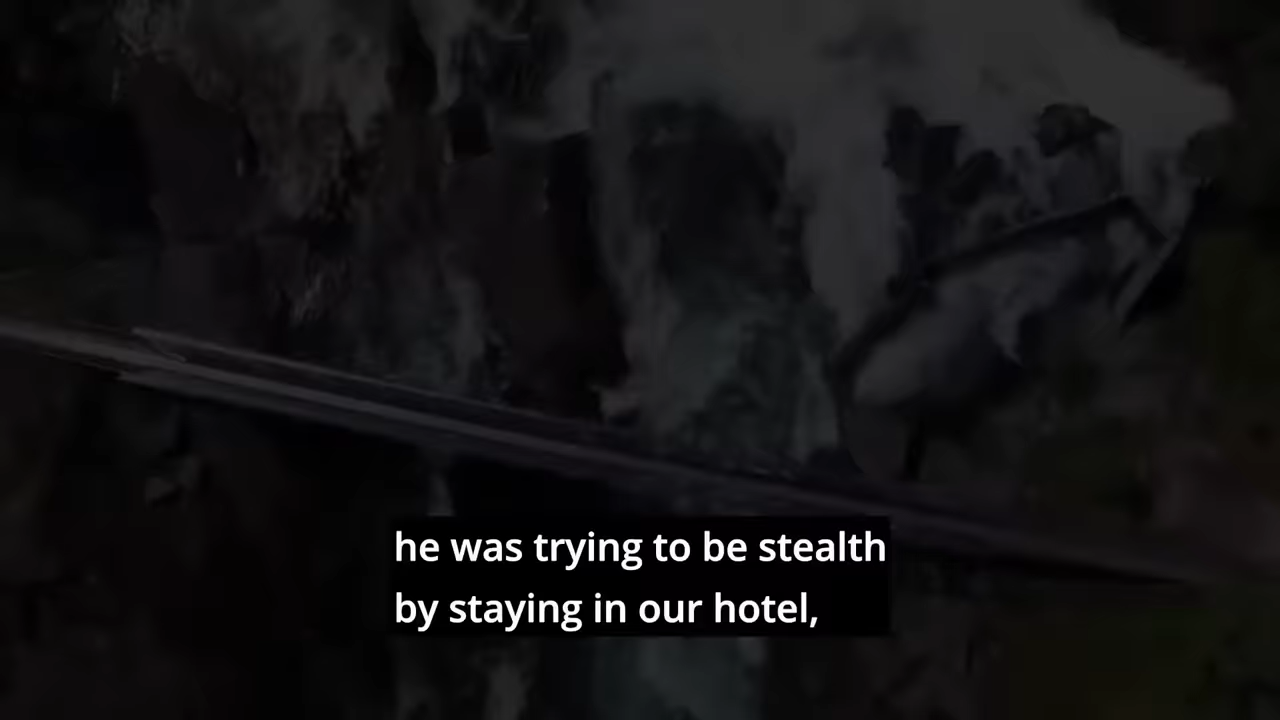 he was trying to be stealth
by staying in our hotel,